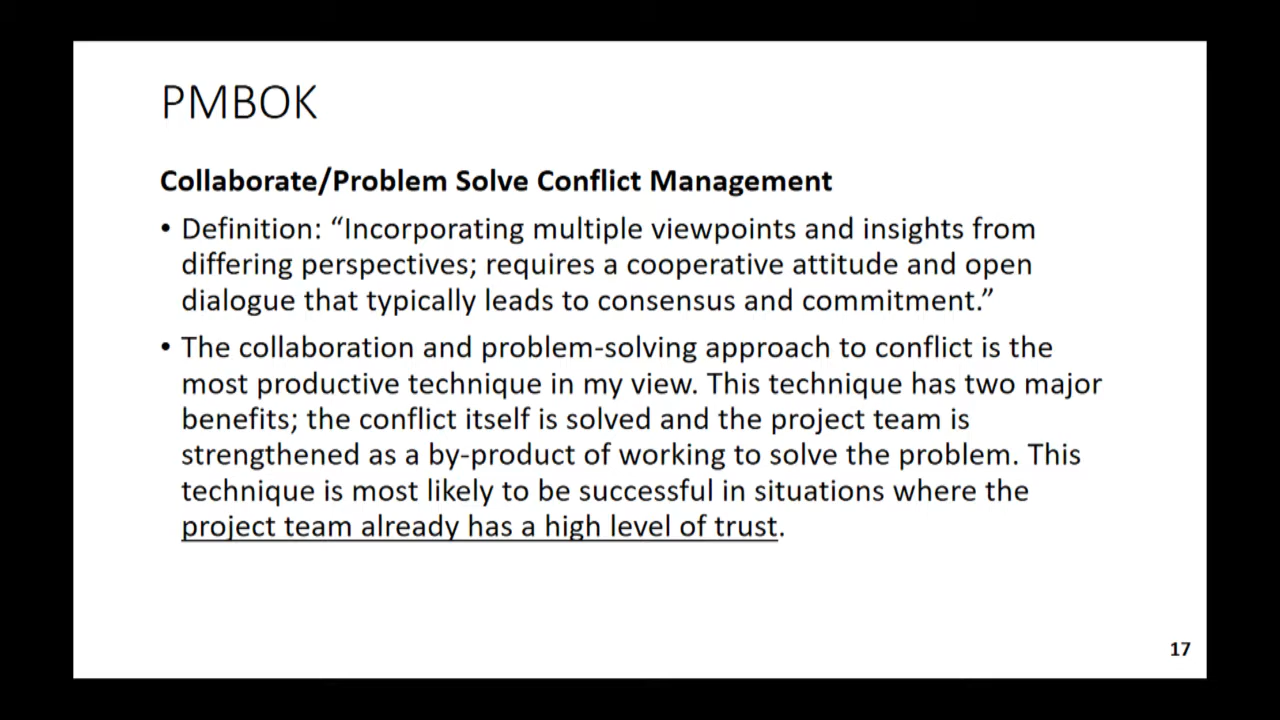 PMBOK
Collaborate/Problem Solve Conflict Management
• Definition: “Incorporating multiple viewpoints and insights from
differing perspectives; requires a cooperative attitude and open
dialogue that typically leads to consensus and commitment.”
• The collaboration and problem-solving approach to conflict is the
most productive technique in my view. This technique has two major
benefits; the conflict itself is solved and the project team is
strengthened as a by-product of working to solve the problem. This
technique is most likely to be successful in situations where the
project team already has a high level of trust.
17